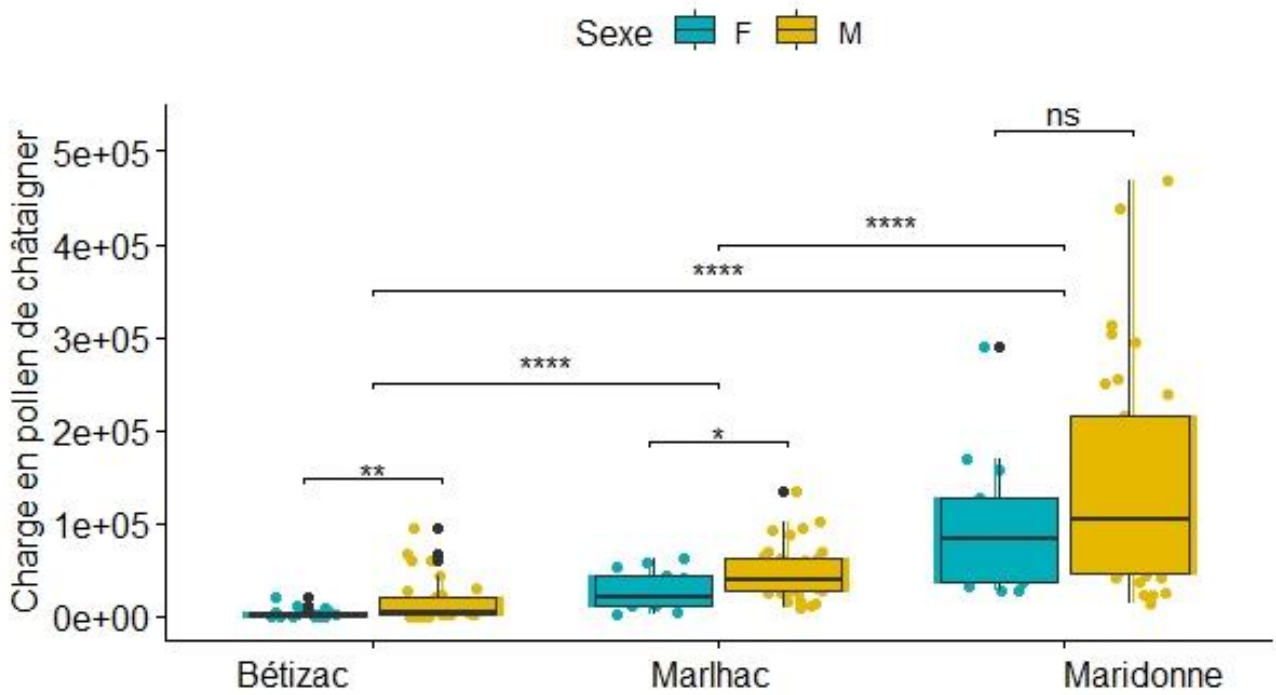 Sexe F M
Charge en pollen de châtaigner
5e+05
4e+05
3e+05
2e+05
1e+05
0e+00
ns
****
****
****
*
**
Bétizac Marlhac Maridonne